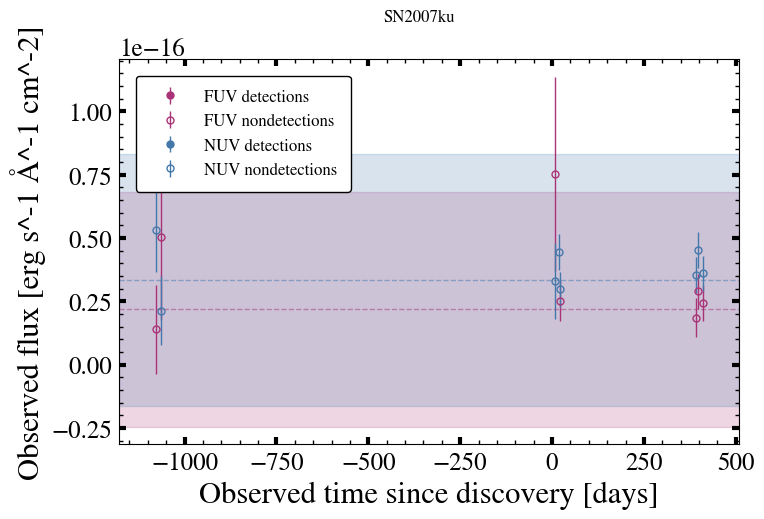 SN2007ku
1e−16
FUV detections
FUV nondetections
NUV detections
NUV nondetections
1.00
0.75
0.50
0.25
0.00
−0.25
Observed flux [erg s^-1 Å^-1 cm^-2]
−1000 −750 −500 −250 0 250 500
Observed time since discovery [days]